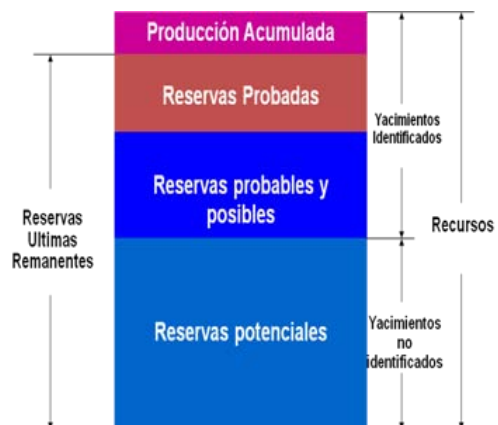 Producción Acumulada
Reservas Probadas
Reservas probables y
posibles
Reservas potenciales
Reservas
Ultimas
Remanentes
Yacimientos
Identificados
Yacimientos
no
identificados
Recursos